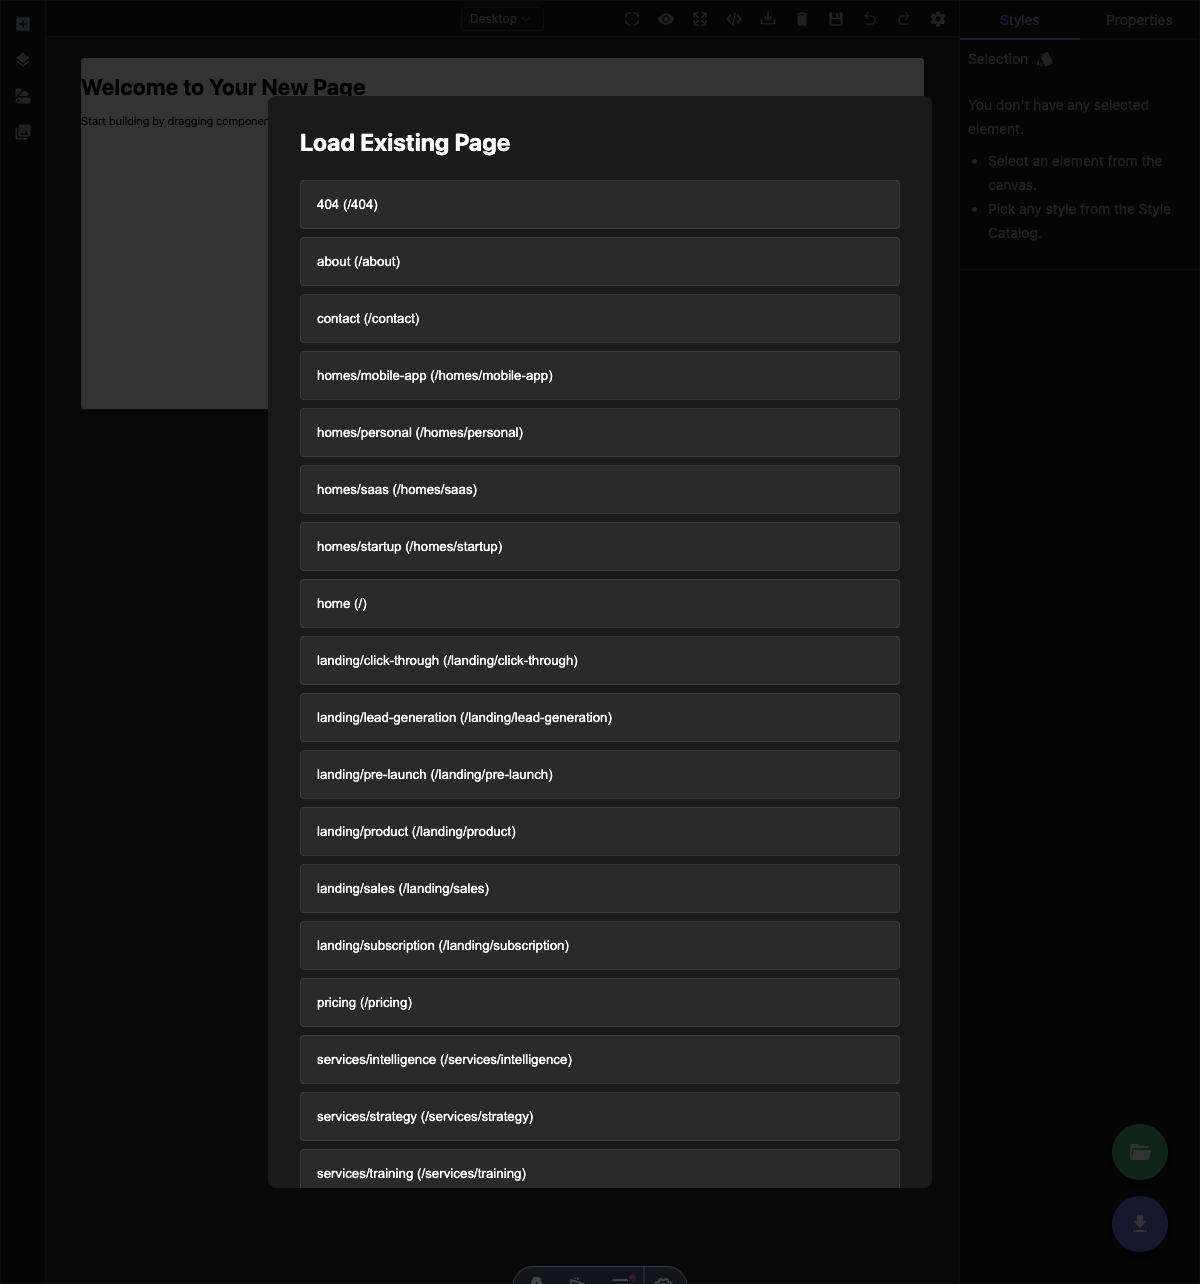 Desktop
Styles
Properties
Selection
You don't have any selected
element.
Select an element from the
canvas.
Pick any style from the Style
Catalog.
Welcome to Your New Page
Start building by dragging
Load Existing Page
404 (/404)
about (/about)
contact (/contact)
homes/mobile-app (/homes/mobile-app)
homes/personal (/homes/personal)
homes/saas (/homes/saas)
homes/startup (/homes/startup)
home (/)
landing/click-through (/landing/click-through)
landing/lead-generation (/landing/lead-generation)
landing/pre-launch (/landing/pre-launch)
landing/product (/landing/product)
landing/sales (/landing/sales)
landing/subscription (/landing/subscription)
pricing (/pricing)
services/intelligence (/services/intelligence)
services/strategy (/services/strategy)
services/training (/services/training)